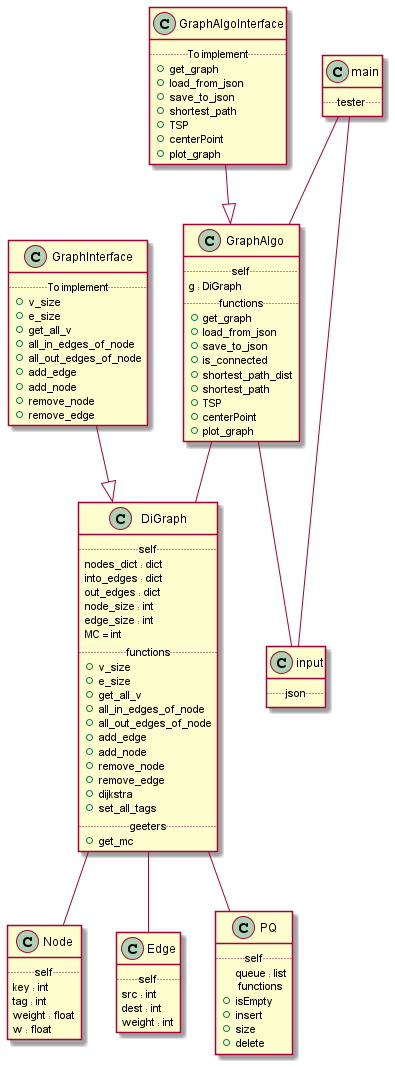 C GraphAlgoInterface
To implement
get_graph
load_from_json
save_to_json
shortest_path
TSP
centerPoint
plot_graph
C main
tester
C GraphInterface
To implement
v_size
e_size
get_all_v
all_in_edges_of_node
all_out_edges_of_node
add_edge
add_node
remove_node
remove_edge
C GraphAlgo
self
g : DiGraph
functions
get_graph
load_from_json
save_to_json
is_connected
shortest_path_dist
shortest_path
TSP
centerPoint
plot_graph
C DiGraph
self
nodes_dict : dict
into_edges : dict
out_edges : dict
node_size : int
edge_size : int
MC = int
functions
v_size
e_size
get_all_v
all_in_edges_of_node
all_out_edges_of_node
add_edge
add_node
remove_node
remove_edge
dijkstra
set_all_tags
geeters
get_mc
C input
json
C Node
self
key : int
tag : int
weight : float
w : float
C Edge
self
src : int
dest : int
weight : int
C PQ
self
queue : list
functions
isEmpty
insert
size
delete